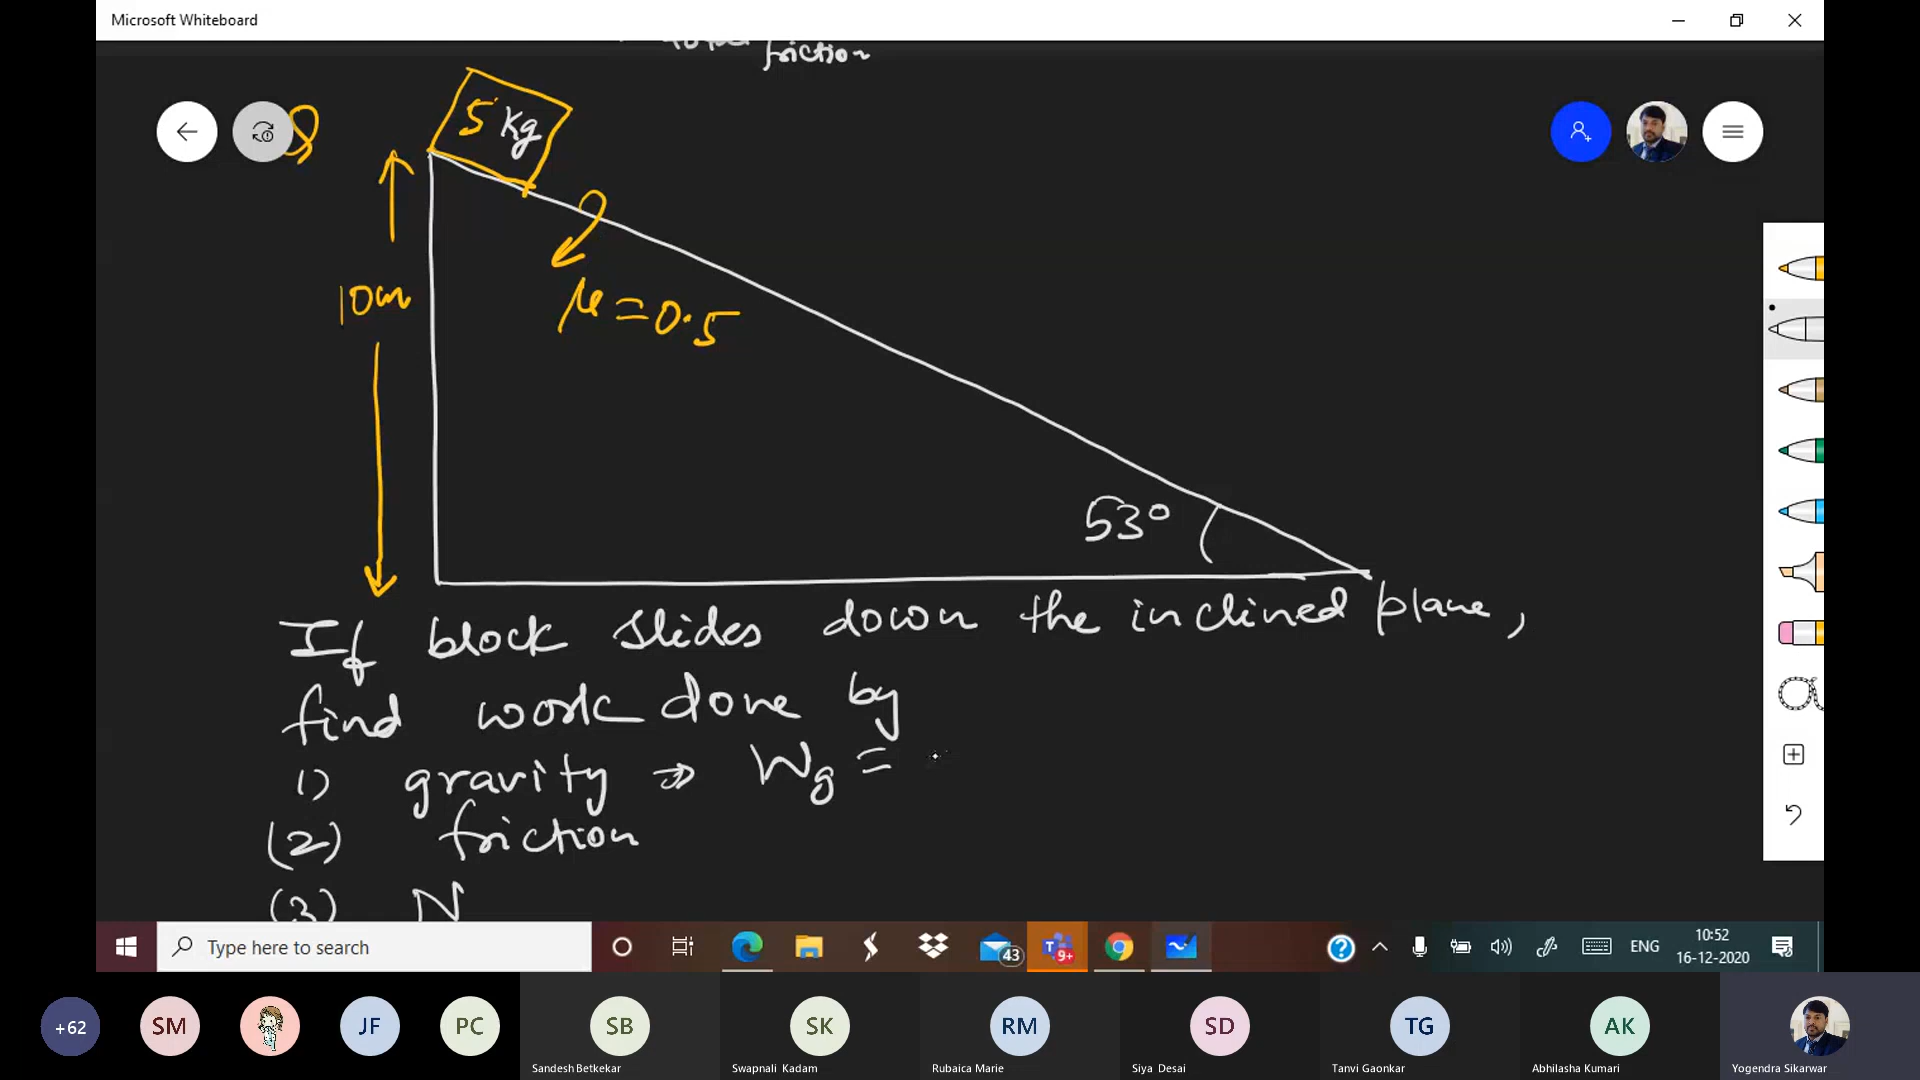 Microsoft Whiteboard
friction
5 Kg
10m
μ=0.5
53°
If block slides down the inclined plane,
find work done by
1) gravity ⇒ Wg =
(2) friction
(3) N
Type here to search
43
9+
ENG
10:52
16-12-2020
+62
SM
JF
PC
SB
SK
RM
SD
TG
AK
Sandesh Betkekar
Swapnali Kadam
Rubaica Marie
Siya Desai
Tanvi Gaonkar
Abhilasha Kumari
Yogendra Sikarwar